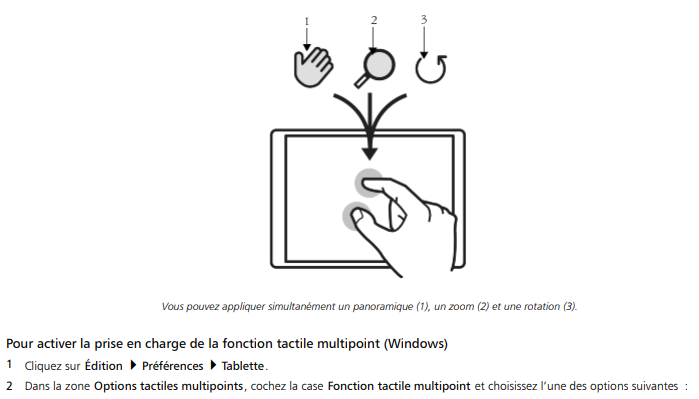 1 2 3
Vous pouvez appliquer simultanément un panoramique (1), un zoom (2) et une rotation (3).
Pour activer la prise en charge de la fonction tactile multipoint (Windows)
1 Cliquez sur Édition ▶ Préférences ▶ Tablette.
2 Dans la zone Options tactiles multipoints, cochez la case Fonction tactile multipoint et choisissez l'une des options suivantes :